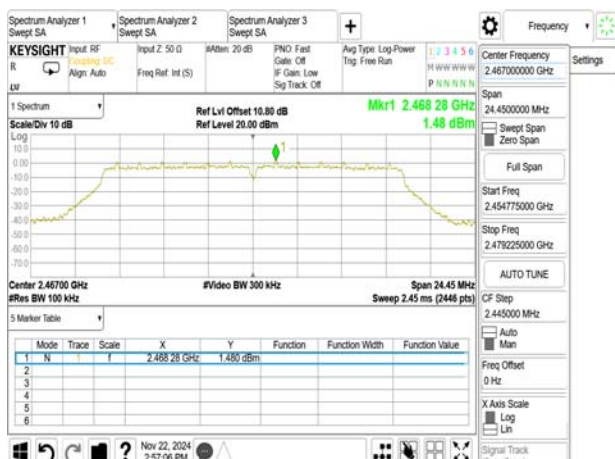 Spectrum Analyzer 1
Swept SA
Spectrum Analyzer 2
Swept SA
Spectrum Analyzer 3
Swept SA
+
Frequency
Settings
KEYSIGHT
R
Input: RF
Coupling: DC
Align: Auto
Input Z: 50 Ω
Freq Ref: Int (S)
#Atten: 20 dB
PNO: Fast
Gate: Off
IF Gain: Low
Sig Track: Off
Avg Type: Log-Power
Trig: Free Run
1 2 3 4 5 6
M W W W W W
P N N N N N
1 Spectrum
Scale/Div 10 dB
Ref Lvl Offset 10.80 dB
Ref Level 20.00 dBm
Mkr1 2.468 28 GHz
1.48 dBm
Log
10.0
0.00
-10.0
-20.0
-30.0
-40.0
-50.0
-60.0
-70.0
1
Center 2.46700 GHz
#Res BW 100 kHz
#Video BW 300 kHz
Span 24.45 MHz
Sweep 2.45 ms (2446 pts)
5 Marker Table
Mode Trace Scale X Y Function Function Width Function Value
1 N 1 f 2.468 28 GHz 1.480 dBm
2
3
4
5
6
Nov 22, 2024
2:57:06 PM
Center Frequency
2.467000000 GHz
Span
24.4500000 MHz
Swept Span
Zero Span
Full Span
Start Freq
2.454775000 GHz
Stop Freq
2.479225000 GHz
AUTO TUNE
CF Step
2.445000 MHz
Auto
Man
Freq Offset
0 Hz
X Axis Scale
Log
Lin
Signal Track